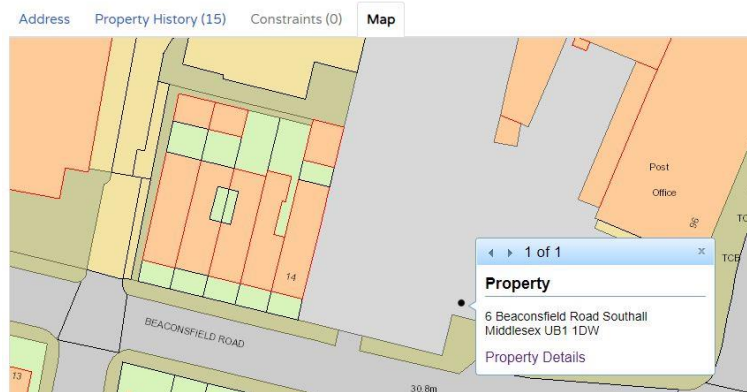 Address Property History (15) Constraints (0) Map
Post
Office
96
TC
TCB
14
1 of 1
Property
6 Beaconsfield Road Southall
Middlesex UB1 1DW
Property Details
BEACONSFIELD ROAD
13
30.8m